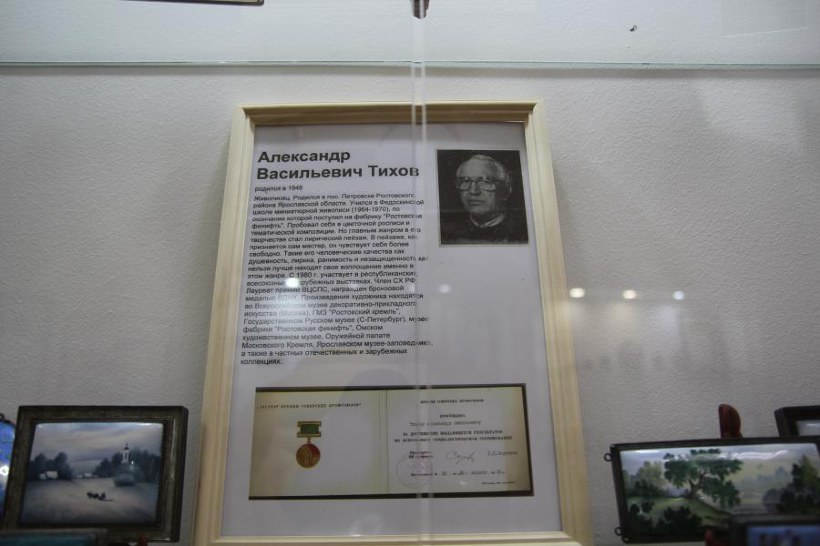 Александр
Васильевич Тихов
родился в 1948
Живописец. Родился в пос. Петровске Ростовского
района Ярославской области. Учился в Федоскинской
школе миниатюрной живописи (1964-1970), по
окончании которой поступил на фабрику "Ростовская
финифть". Пробовал себя в цветочной росписи и
тематической композиции. Но главным жанром в его
творчестве стал лирический пейзаж. В пейзаже, как
признается сам мастер, он чувствует себя более
свободно. Такие его человеческие качества как
душевность, лирика, ранимость и незащищенность как
нельзя лучше находят свое воплощение именно в
этом жанре. С 1980 г. участвует в республиканских,
всесоюзных зарубежных выставках. Член СХ РФ
Лауреат премии ВЦСПС, награжден бронзовой
медалью ВДНХ. Произведения художника находятся
во Всероссийском музее декоративно-прикладного
искусства (Москва), ГМЗ "Ростовский кремль",
Государственном Русском музее (С-Петербург), музее
фабрики "Ростовская финифть", Омском
художественном музее, Оружейной палате
Московского Кремля, Ярославском музее-заповеднике,
а также в частных отечественных и зарубежных
коллекциях.